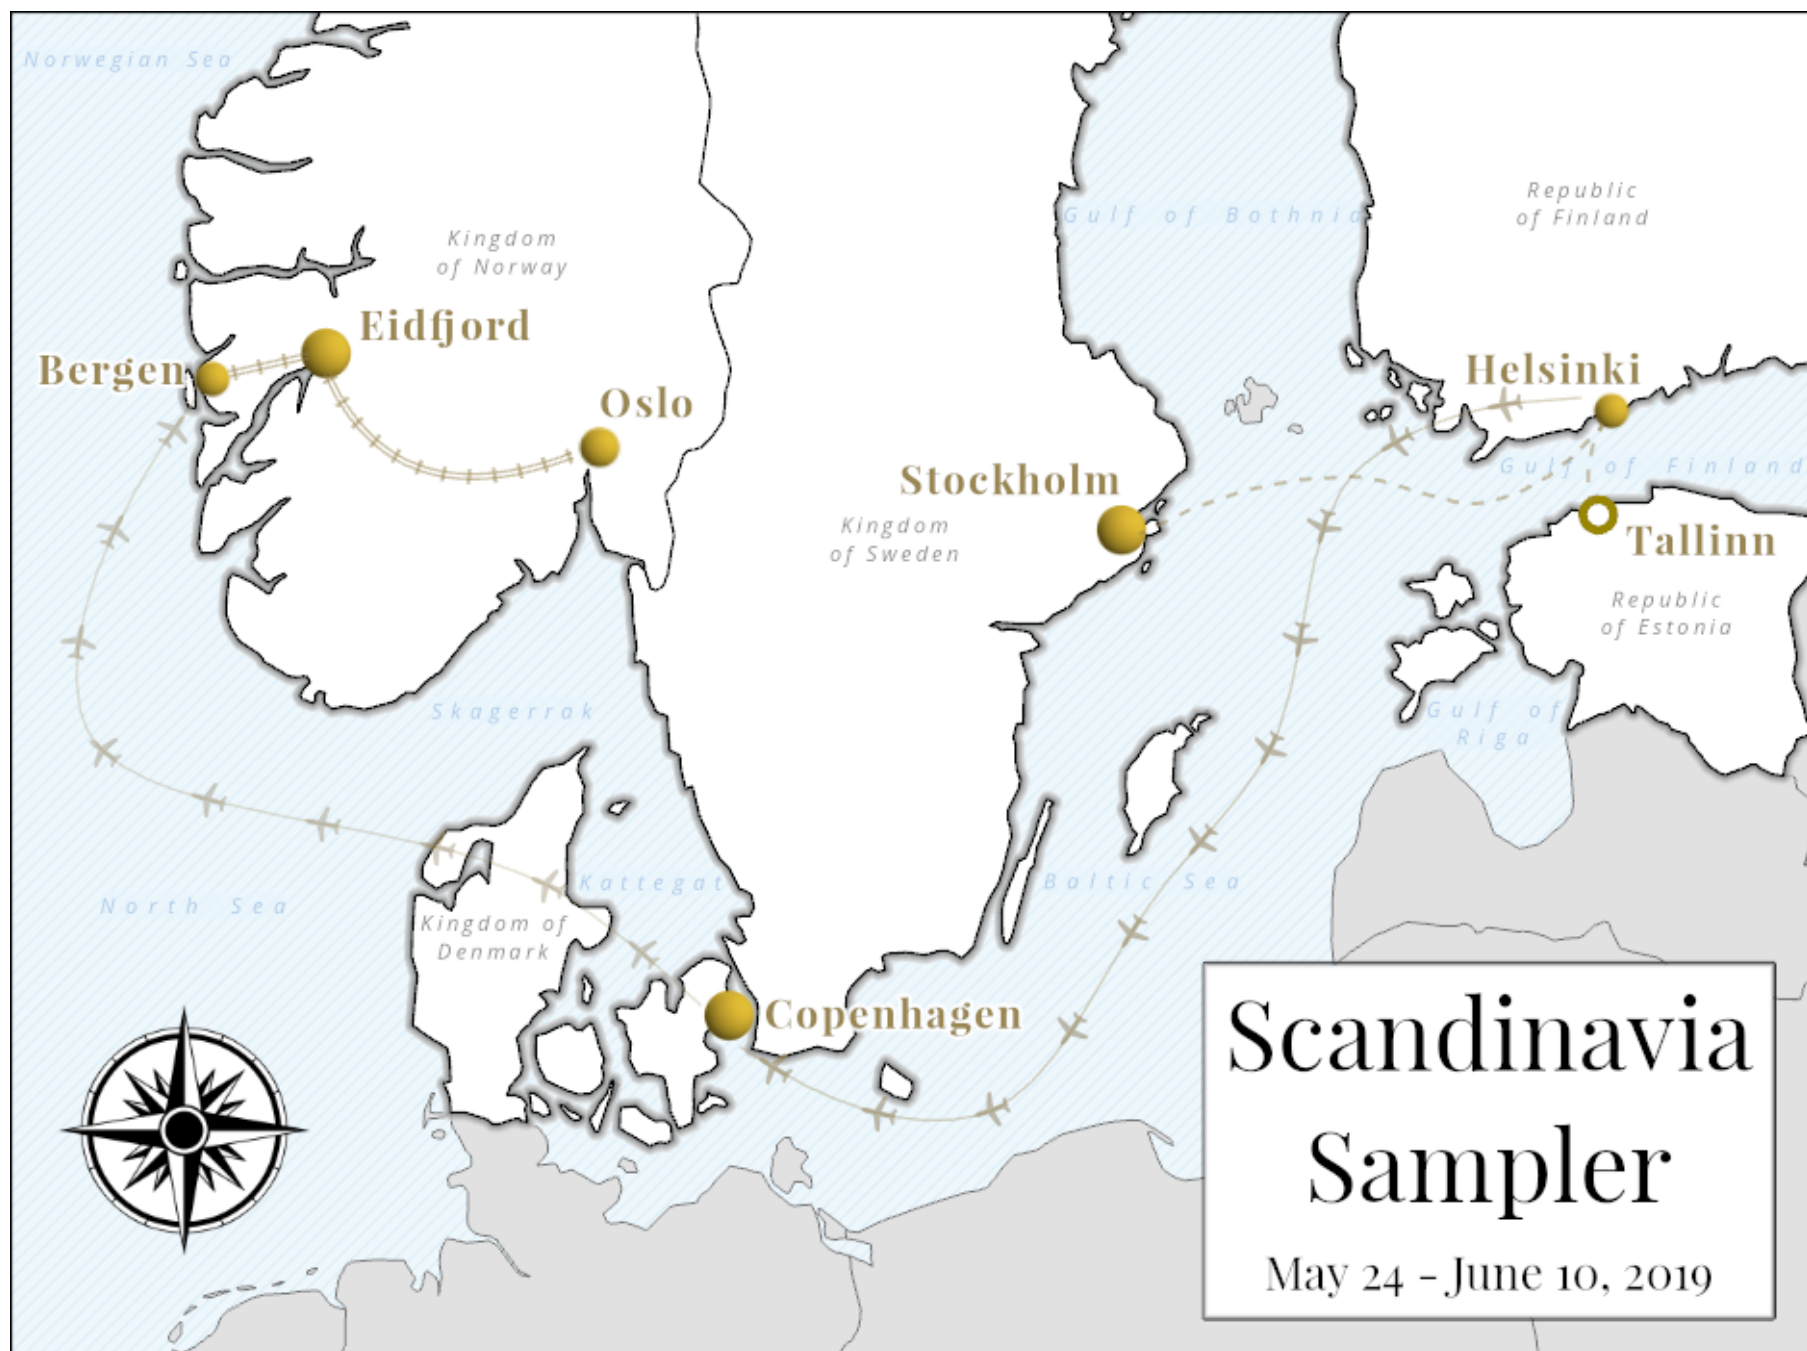 Norwegian Sea
Republic
of Finland
Gulf of Bothnia
Kingdom
of Norway
Eidfjord
Bergen
Helsinki
Oslo
Gulf of Finland
Stockholm
Kingdom
of Sweden
Tallinn
Republic
of Estonia
Skagerrak
Gulf of
Riga
Kattegat
Baltic Sea
North Sea
Kingdom of
Denmark
Copenhagen
Scandinavia
Sampler
May 24 - June 10, 2019